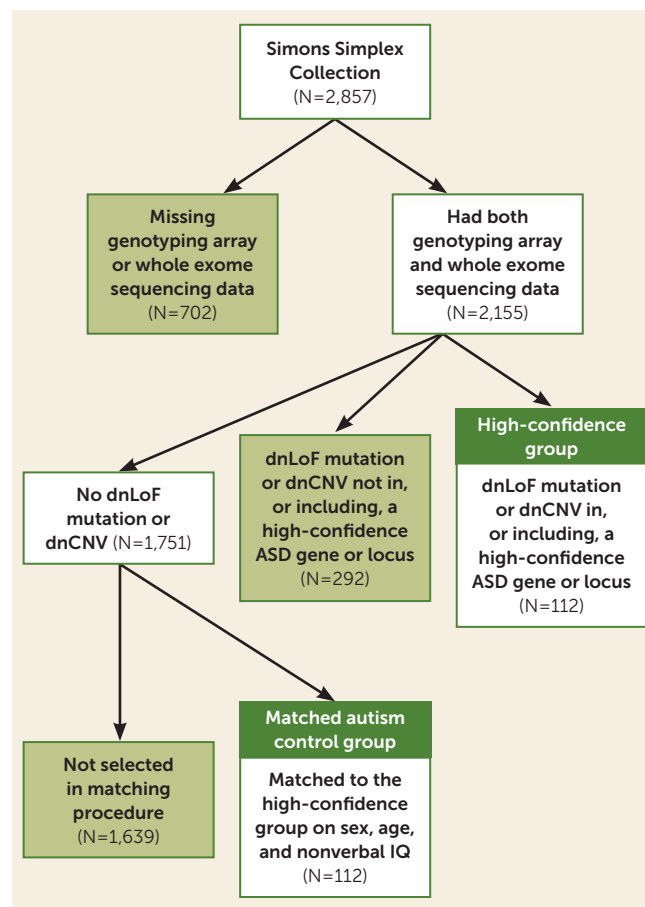 Simons Simplex
Collection
(N=2,857)
Missing
genotyping array
or whole exome
sequencing data
(N=702)
Had both
genotyping array
and whole exome
sequencing data
(N=2,155)
No dnLoF
mutation or
dnCNV (N=1,751)
dnLoF mutation
or dnCNV not in,
or including, a
high-confidence
ASD gene or locus
(N=292)
High-confidence
group
dnLoF mutation
or dnCNV in,
or including, a
high-confidence
ASD gene or locus
(N=112)
Not selected
in matching
procedure
(N=1,639)
Matched autism
control group
Matched to the
high-confidence
group on sex, age,
and nonverbal IQ
(N=112)